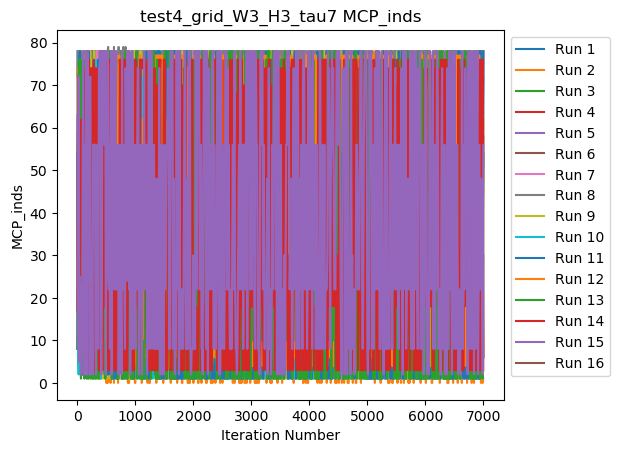 test4_grid_W3_H3_tau7 MCP_inds
MCP_inds
80
70
60
50
40
30
20
10
0
0 1000 2000 3000 4000 5000 6000 7000
Iteration Number
Run 1
Run 2
Run 3
Run 4
Run 5
Run 6
Run 7
Run 8
Run 9
Run 10
Run 11
Run 12
Run 13
Run 14
Run 15
Run 16